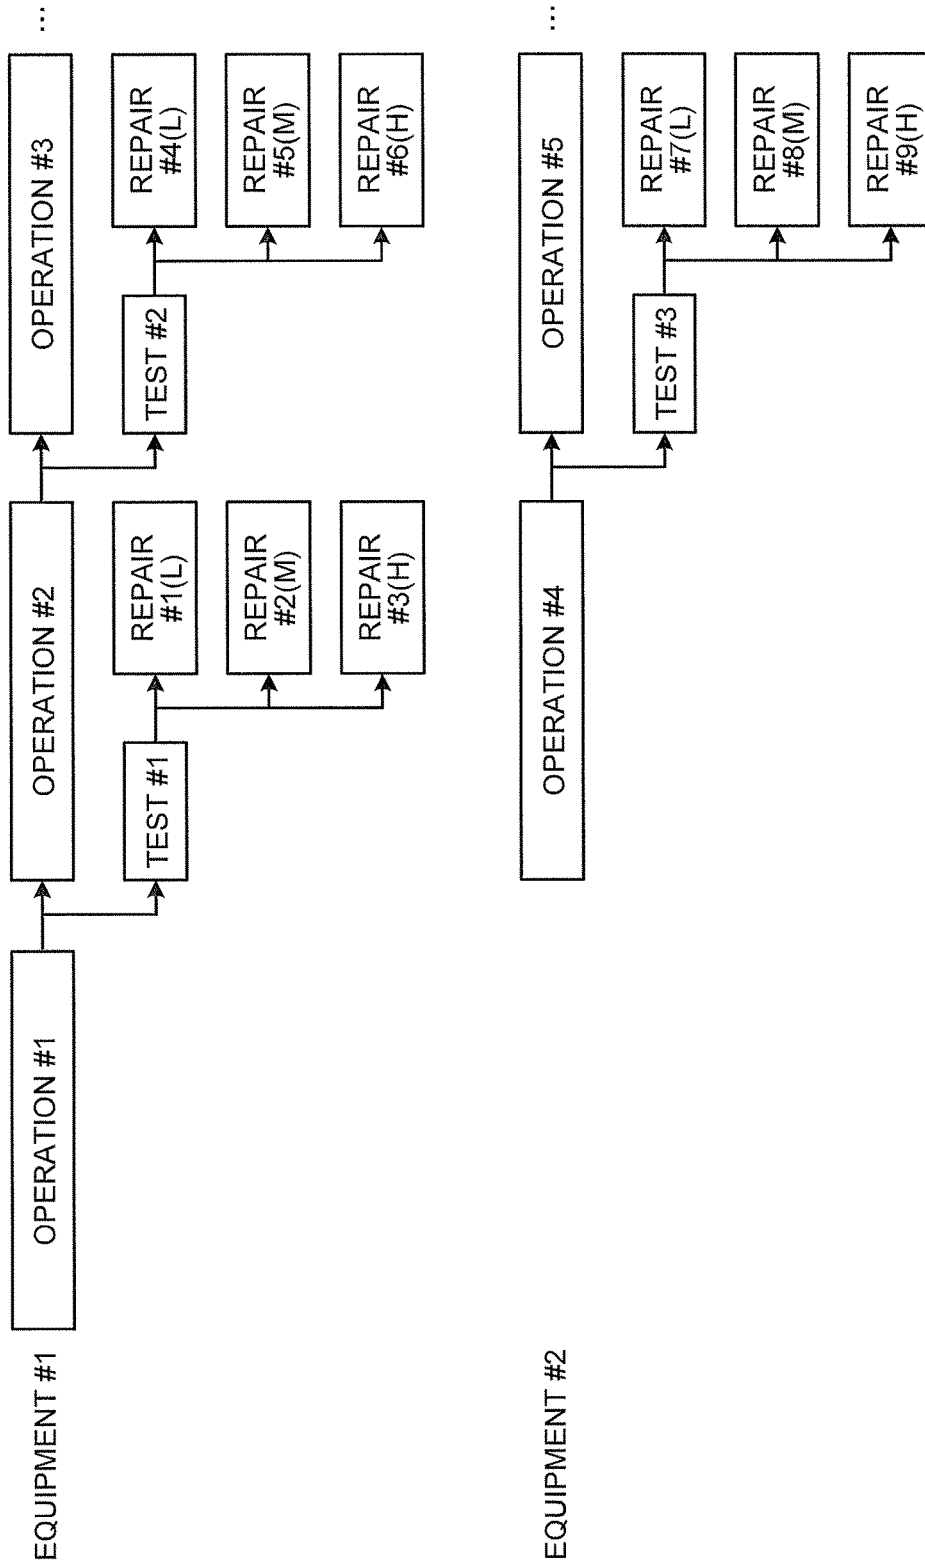 EQUIPMENT #1
OPERATION #1
OPERATION #2
OPERATION #3
...
TEST #1
REPAIR
#1(L)
TEST #2
REPAIR
#4(L)
REPAIR
#2(M)
REPAIR
#5(M)
REPAIR
#3(H)
REPAIR
#6(H)
EQUIPMENT #2
OPERATION #4
OPERATION #5
...
TEST #3
REPAIR
#7(L)
REPAIR
#8(M)
REPAIR
#9(H)